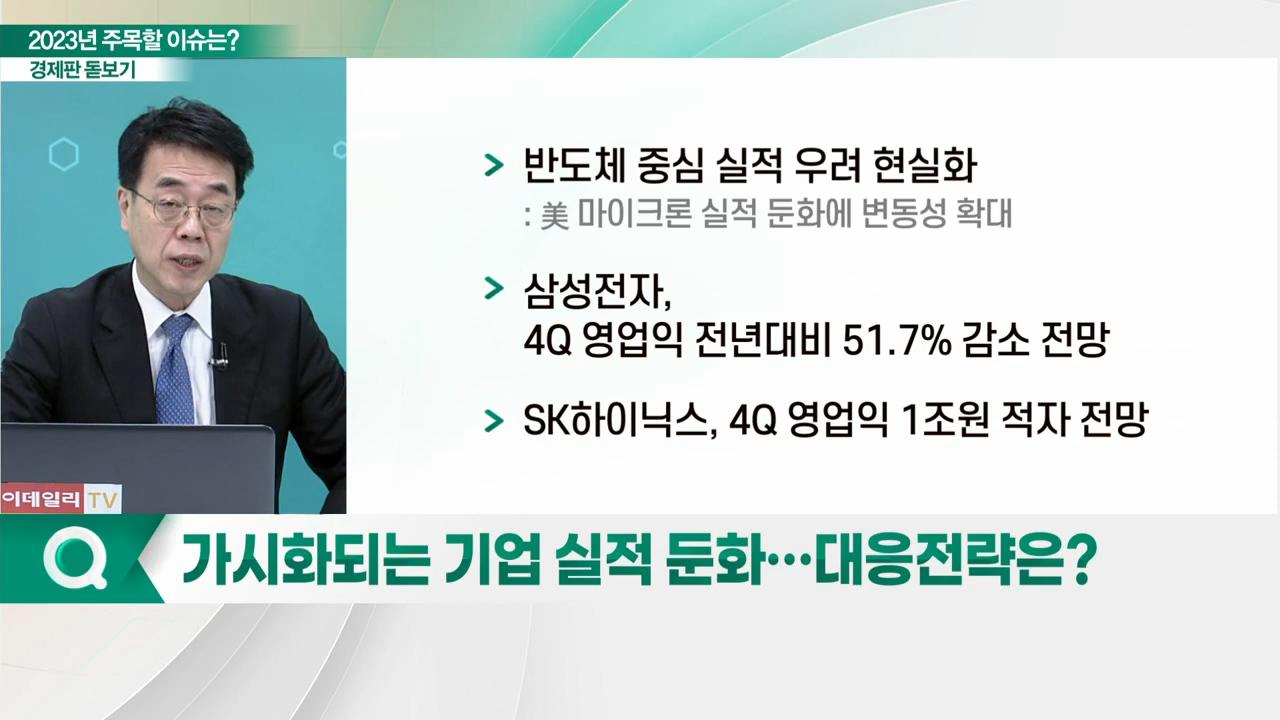 2023년 주목할 이슈는?
경제판 돋보기
반도체 중심 실적 우려 현실화
: 美 마이크론 실적 둔화에 변동성 확대
삼성전자,
4Q 영업익 전년대비 51.7% 감소 전망
SK하이닉스, 4Q 영업익 1조원 적자 전망
이데일리 TV
Q 가시화되는 기업 실적 둔화…대응전략은?